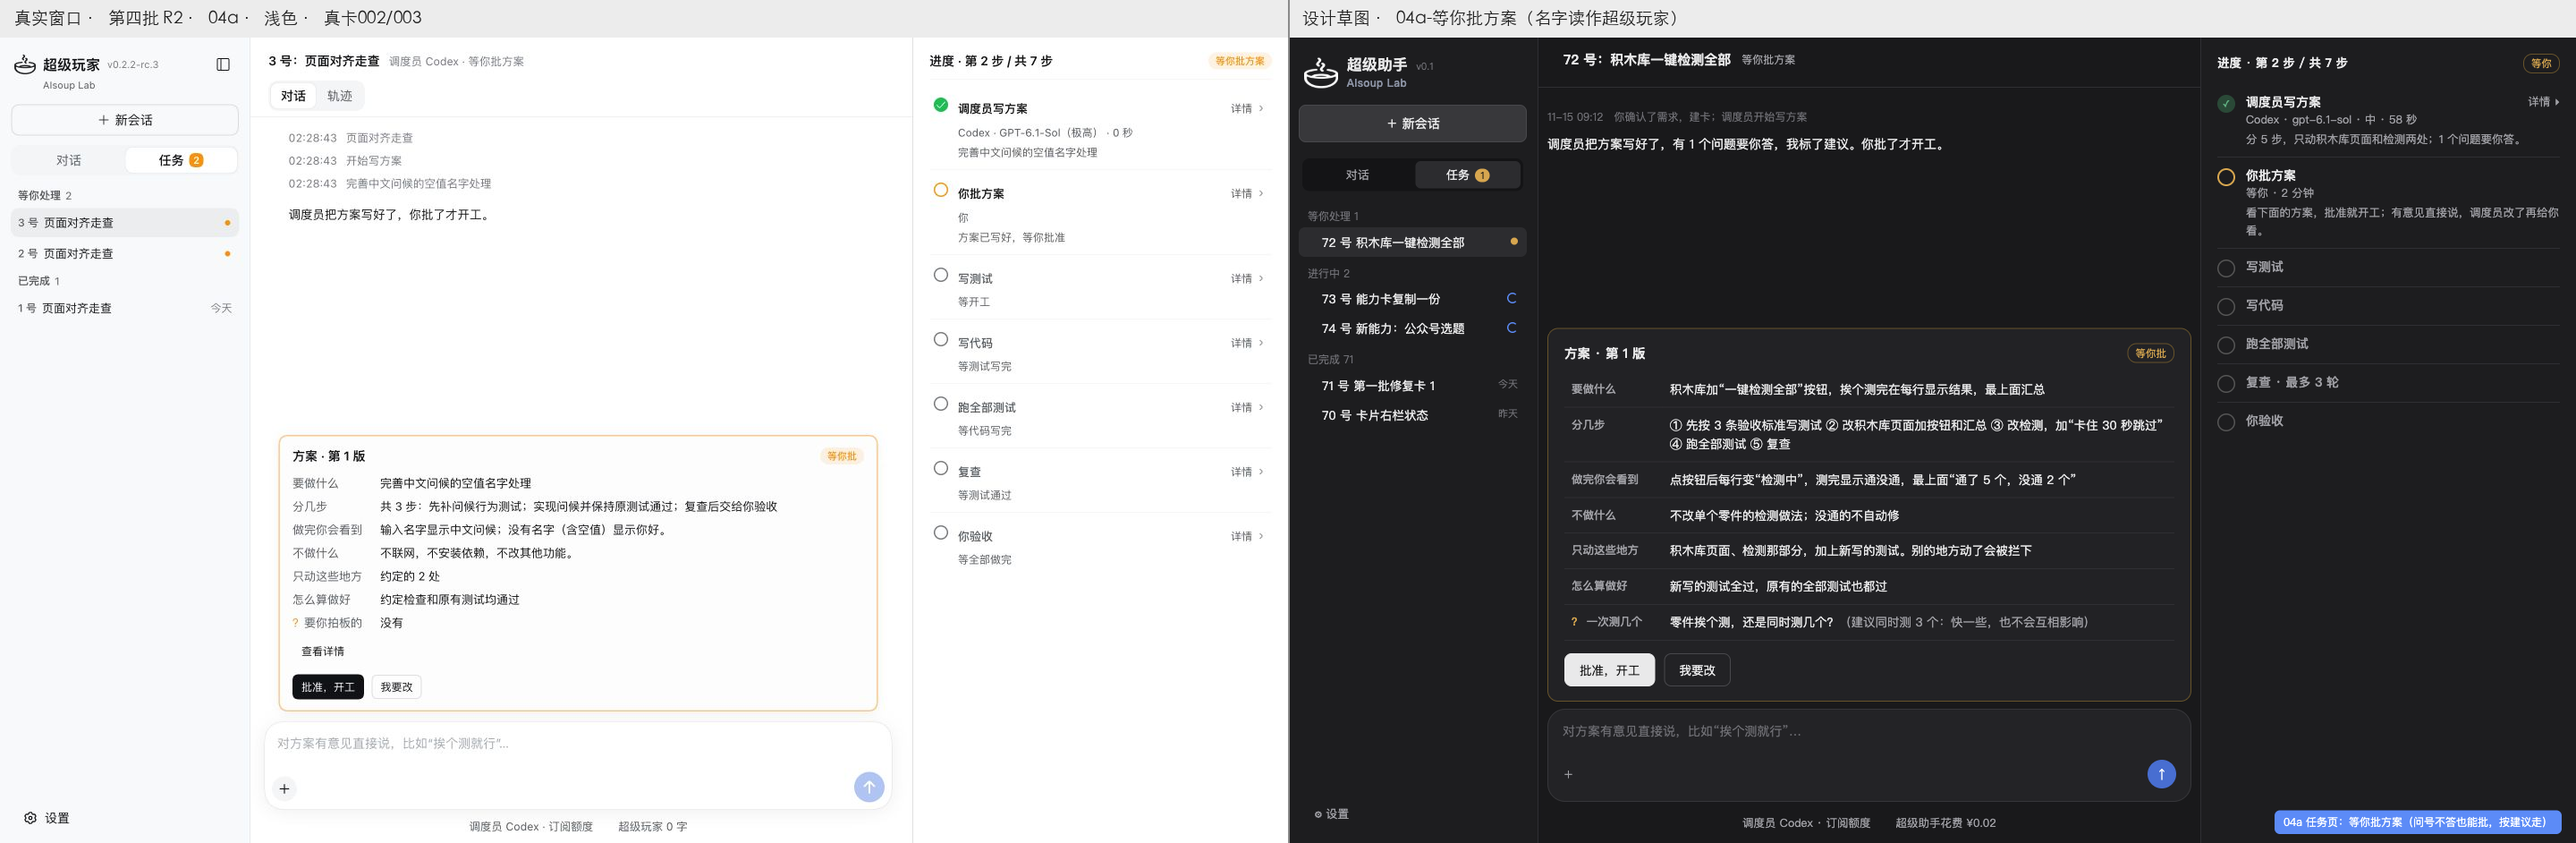 真实窗口 · 第四批 R2 · 04a · 浅色 · 真卡002/003
超级玩家 v0.2.2-rc.3
AIsoup Lab
+ 新会话
对话 任务 2
等你处理 2
3 号 页面对齐走查
2 号 页面对齐走查
已完成 1
1 号 页面对齐走查 今天
设置
3 号：页面对齐走查 调度员 Codex · 等你批方案
对话 轨迹
02:28:43 页面对齐走查
02:28:43 开始写方案
02:28:43 完善中文问候的空值名字处理
调度员把方案写好了，你批了才开工。
方案 · 第 1 版 等你批
要做什么 完善中文问候的空值名字处理
分几步 共 3 步：先补问候行为测试；实现问候并保持原测试通过；复查后交给你验收
做完你会看到 输入名字显示中文问候；没有名字（含空值）显示你好。
不做什么 不联网，不安装依赖，不改其他功能。
只动这些地方 约定的 2 处
怎么算做好 约定检查和原有测试均通过
? 要你拍板的 没有
查看详情
批准，开工 我要改
对方案有意见直接说，比如“挨个测就行”...
+
调度员 Codex · 订阅额度 超级玩家 0 字
进度 · 第 2 步 / 共 7 步 等你批方案
调度员写方案 详情 ›
Codex · GPT-6.1-Sol（极高） · 0 秒
完善中文问候的空值名字处理
你批方案 详情 ›
你
方案已写好，等你批准
写测试 详情 ›
等开工
写代码 详情 ›
等测试写完
跑全部测试 详情 ›
等代码写完
复查 详情 ›
等测试通过
你验收 详情 ›
等全部做完
设计草图 · 04a-等你批方案（名字读作超级玩家）
超级助手 v0.1
AIsoup Lab
+ 新会话
对话 任务 1
等你处理 1
72 号 积木库一键检测全部
进行中 2
73 号 能力卡复制一份
74 号 新能力：公众号选题
已完成 71
71 号 第一批修复卡 1 今天
70 号 卡片右栏状态 昨天
设置
72 号：积木库一键检测全部 等你批方案
11-15 09:12 你确认了需求，建卡；调度员开始写方案
调度员把方案写好了，有 1 个问题要你答，我标了建议。你批了才开工。
方案 · 第 1 版 等你批
要做什么 积木库加“一键检测全部”按钮，挨个测完在每行显示结果，最上面汇总
分几步 ① 先按 3 条验收标准写测试 ② 改积木库页面加按钮和汇总 ③ 改检测，加“卡住 30 秒跳过”
④ 跑全部测试 ⑤ 复查
做完你会看到 点按钮后每行变“检测中”，测完显示通没通，最上面“通了 5 个，没通 2 个”
不做什么 不改单个零件的检测做法；没通的不自动修
只动这些地方 积木库页面、检测那部分，加上新写的测试。别的地方动了会被拦下
怎么算做好 新写的测试全过，原有的全部测试也都过
? 一次测几个 零件挨个测，还是同时测几个？（建议同时测 3 个：快一些，也不会互相影响）
批准，开工 我要改
对方案有意见直接说，比如“挨个测就行”...
+
调度员 Codex · 订阅额度 超级助手花费 ¥0.02
进度 · 第 2 步 / 共 7 步 等你
调度员写方案 详情
Codex · gpt-6.1-sol · 中 · 58 秒
分 5 步，只动积木库页面和检测两处；1 个问题要你答。
你批方案
等你 · 2 分钟
看下面的方案，批准就开工；有意见直接说，调度员改了再给你
看。
写测试
写代码
跑全部测试
复查 · 最多 3 轮
你验收
04a 任务页：等你批方案（问号不答也能批，按建议走）